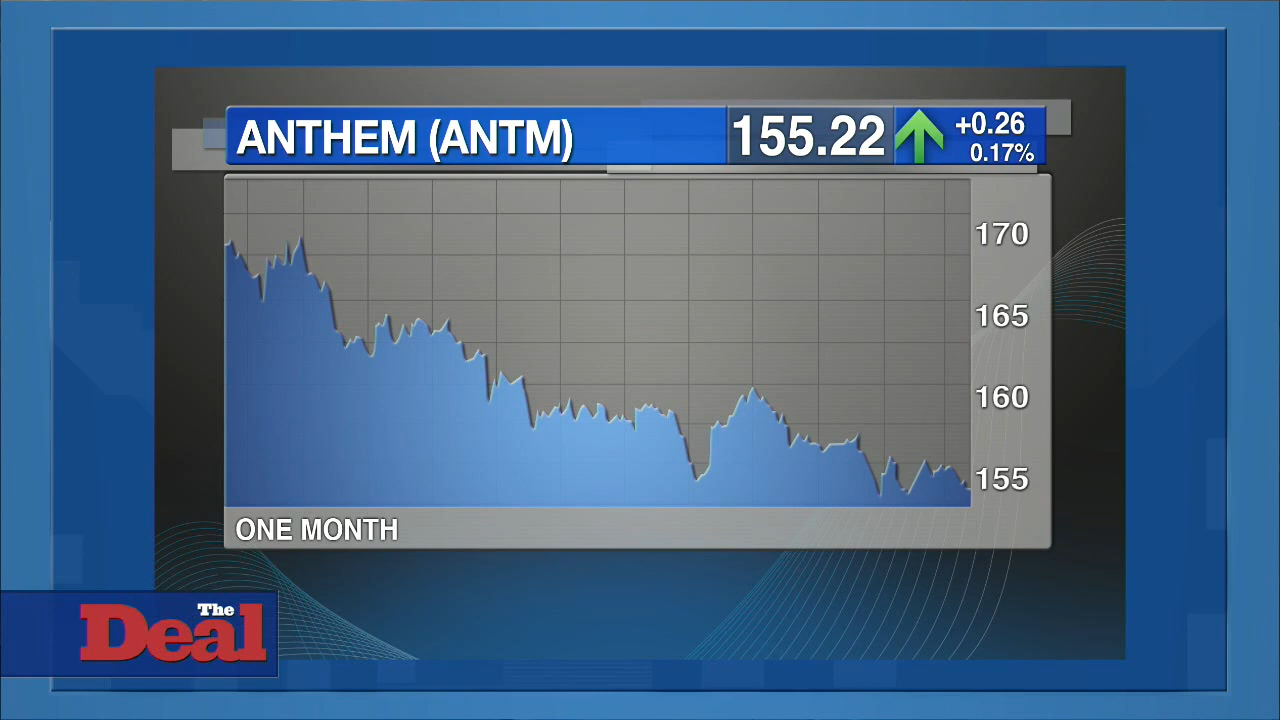 ANTHEM (ANTM) 155.22 +0.26
0.17%
170
165
160
155
ONE MONTH
The
Deal